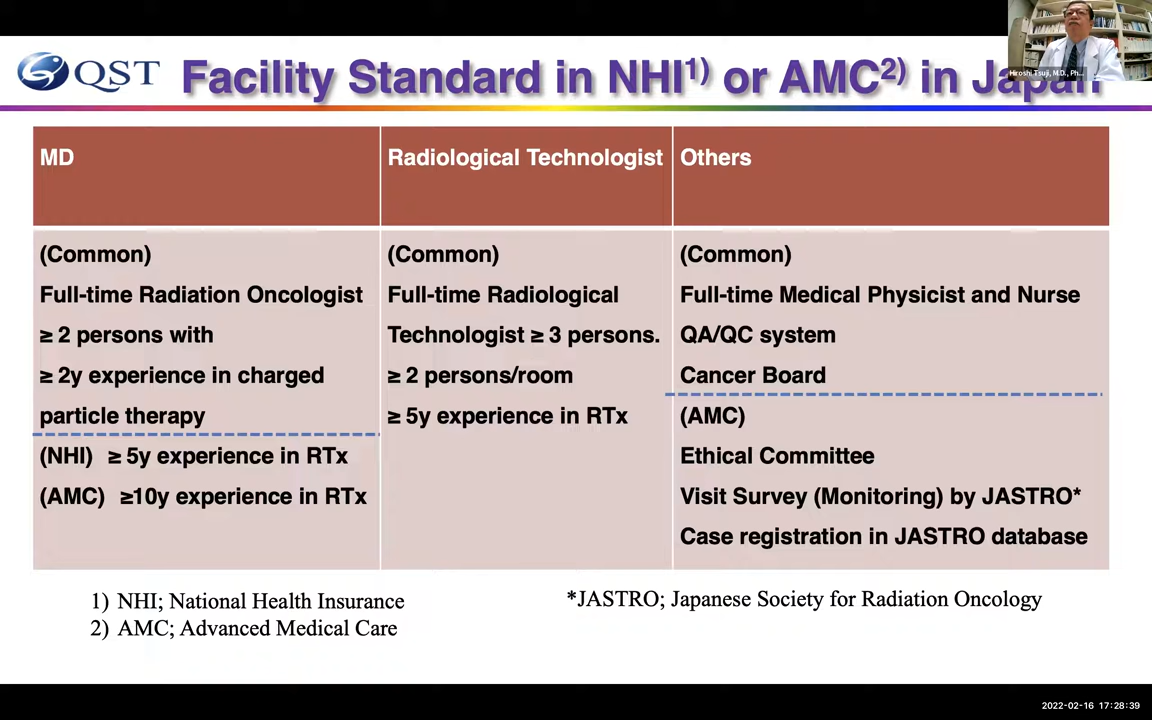 QST
Facility Standard in NHI1) or AMC2) in Japan
Hiroshi Tsuji, M.D., Ph...
MD
Radiological Technologist
Others
(Common)
Full-time Radiation Oncologist
≥ 2 persons with
≥ 2y experience in charged
particle therapy
(NHI) ≥ 5y experience in RTx
(AMC) ≥10y experience in RTx
(Common)
Full-time Radiological
Technologist ≥ 3 persons.
≥ 2 persons/room
≥ 5y experience in RTx
(Common)
Full-time Medical Physicist and Nurse
QA/QC system
Cancer Board
(AMC)
Ethical Committee
Visit Survey (Monitoring) by JASTRO*
Case registration in JASTRO database
1) NHI; National Health Insurance
2) AMC; Advanced Medical Care
*JASTRO; Japanese Society for Radiation Oncology
2022-02-16 17:28:39